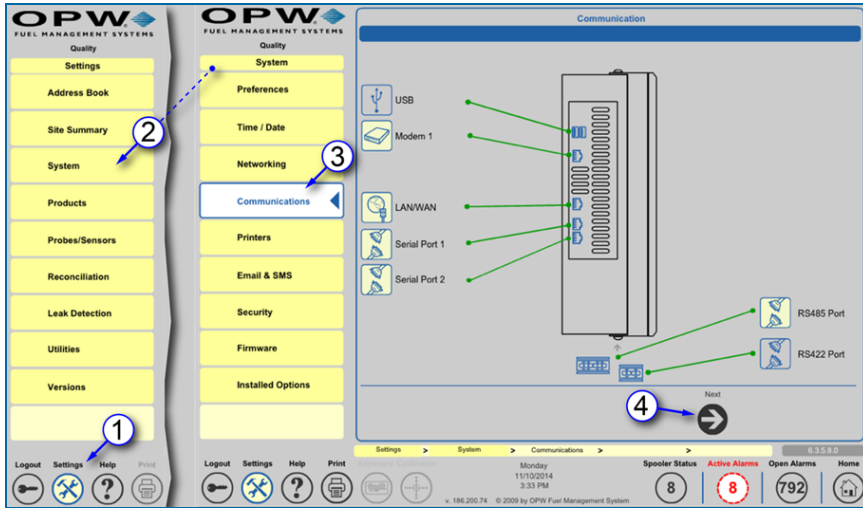 OPW
FUEL MANAGEMENT SYSTEMS
Quality
Settings
Address Book
Site Summary
System
Products
Probes/Sensors
Reconciliation
Leak Detection
Utilities
Versions
Logout Settings Help Print
1
2
OPW
FUEL MANAGEMENT SYSTEMS
Quality
System
Preferences
Time / Date
Networking
Communications
Printers
Email & SMS
Security
Firmware
Installed Options
Logout Settings Help Print
3
Communication
USB
Modem 1
LAN/WAN
Serial Port 1
Serial Port 2
RS485 Port
RS422 Port
Next
4
Settings > System > Communications > >
6.3.5.8.0
Keyboard Calibration
Monday
11/10/2014
3:33 PM
v. 186.200.74 © 2009 by OPW Fuel Management System
Spooler Status Active Alarms Open Alarms Home
8 8 792